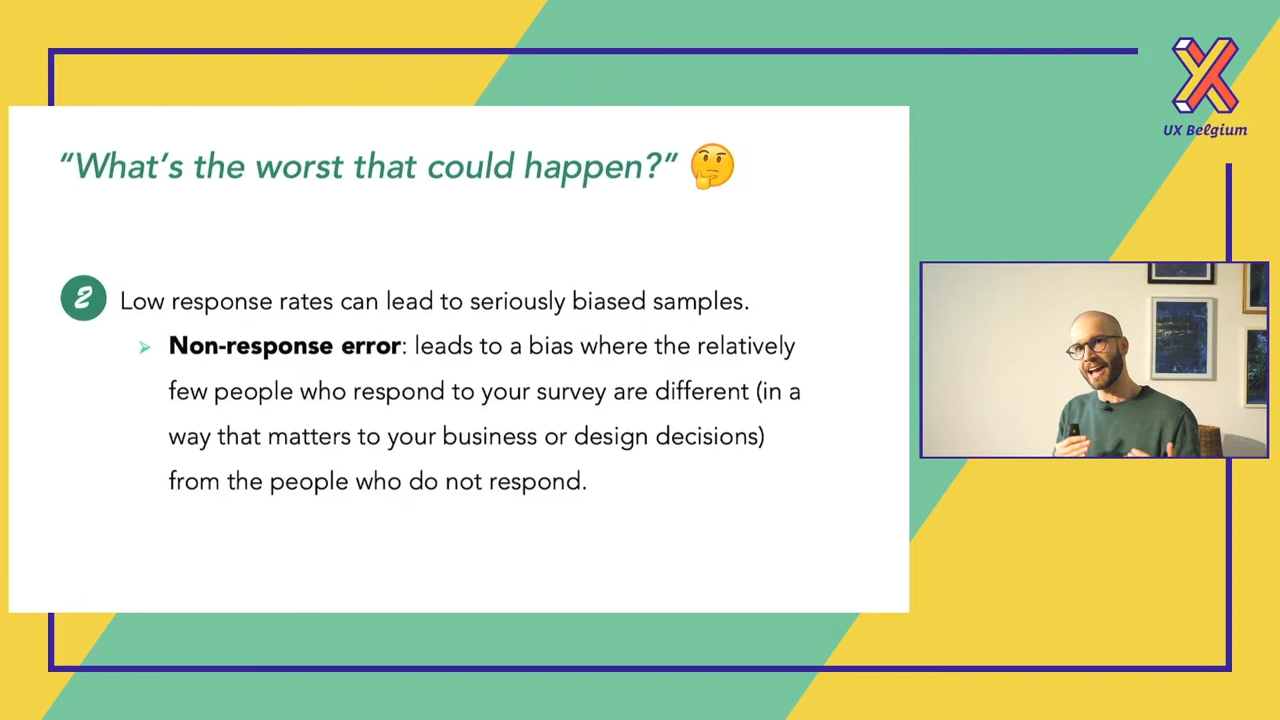 UX Belgium
“What’s the worst that could happen?” 🤔
2 Low response rates can lead to seriously biased samples.
➢ Non-response error: leads to a bias where the relatively
few people who respond to your survey are different (in a
way that matters to your business or design decisions)
from the people who do not respond.